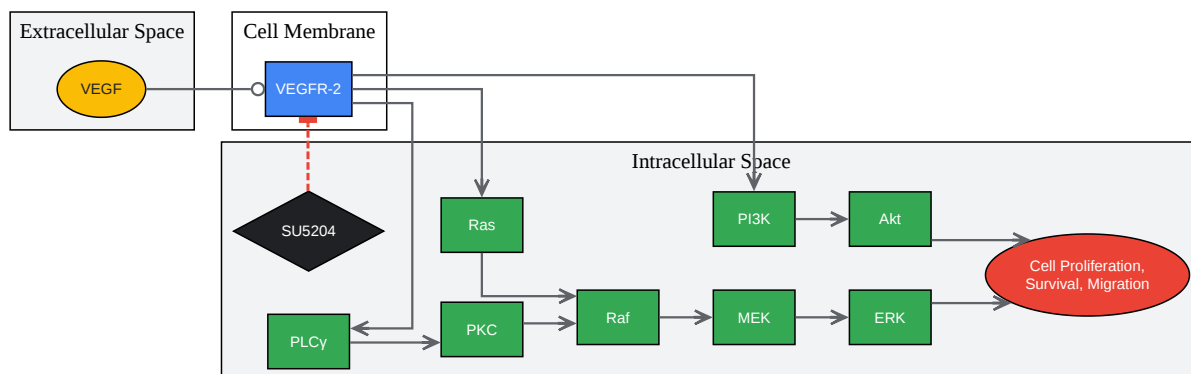 Extracellular Space
Cell Membrane
VEGF
VEGFR-2
Intracellular Space
SU5204
Ras
PI3K
Akt
Cell Proliferation,
Survival, Migration
PLCγ
PKC
Raf
MEK
ERK